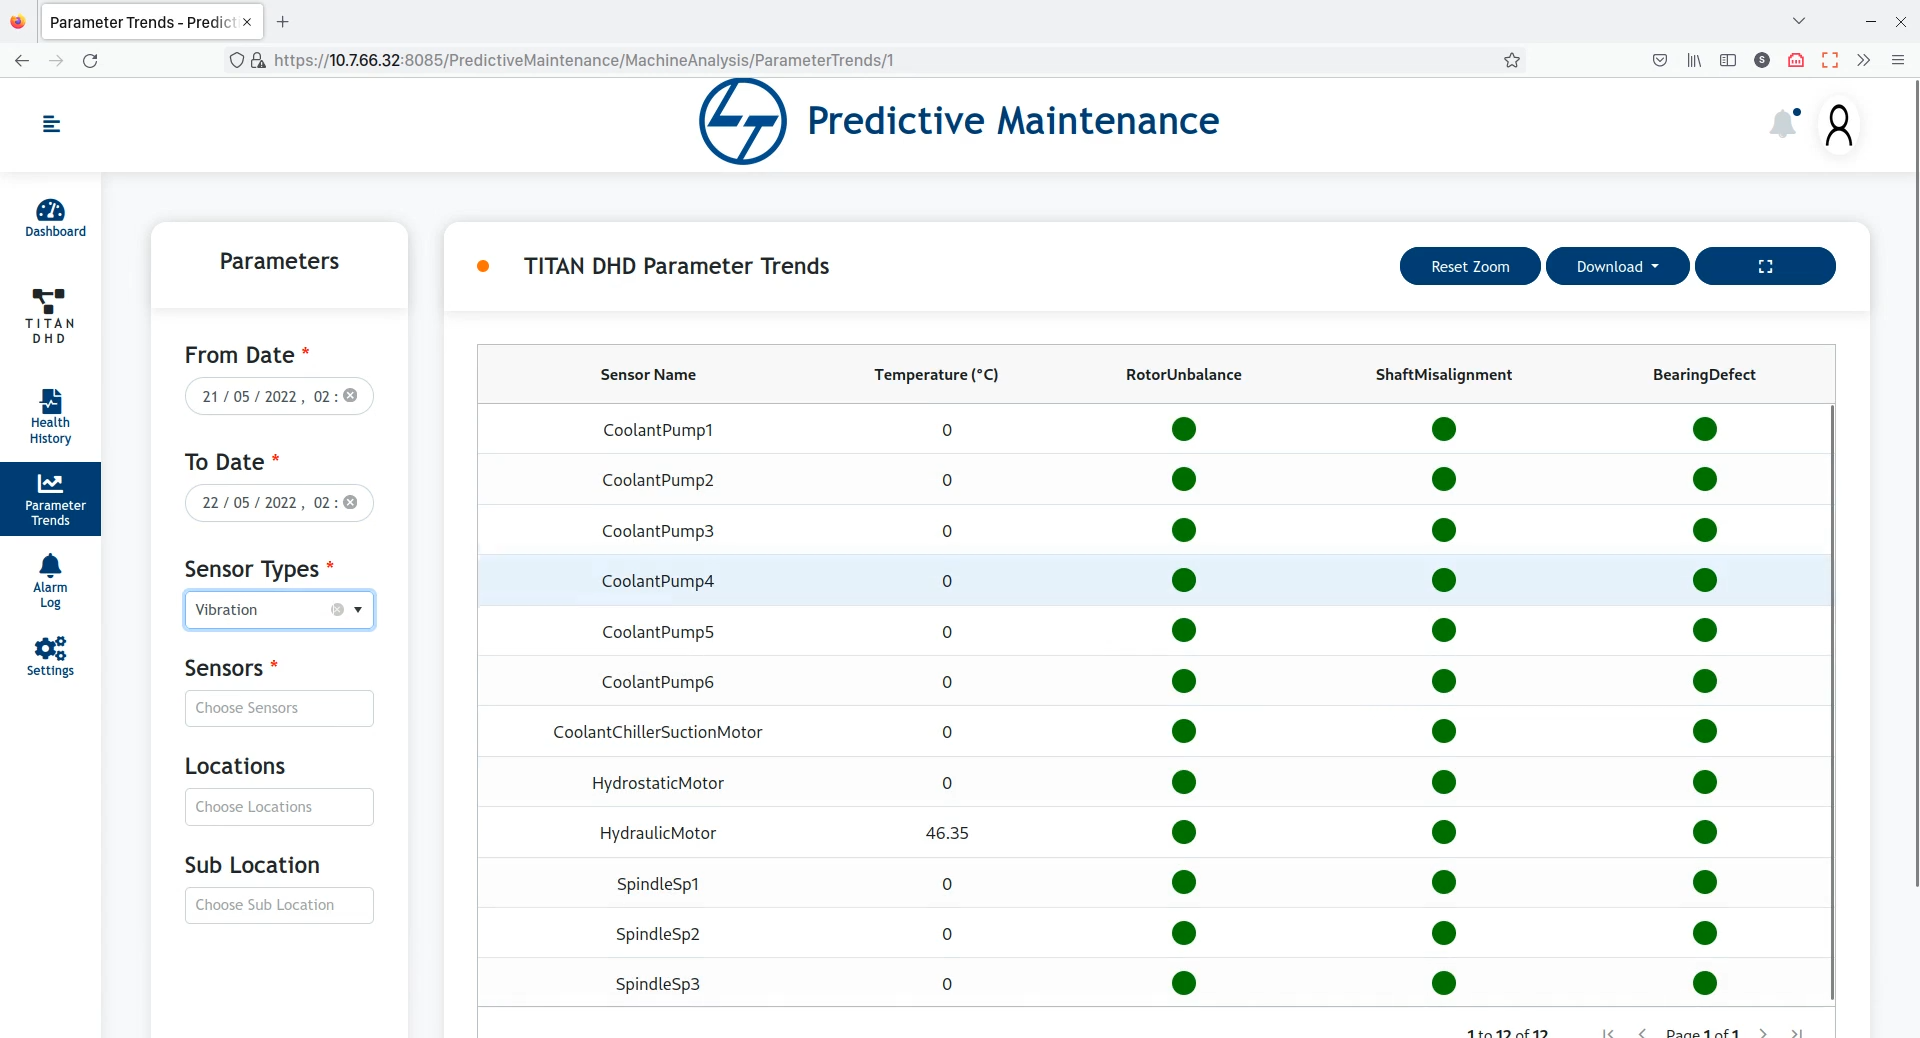 Parameter Trends - Predict
https://10.7.66.32:8085/PredictiveMaintenance/MachineAnalysis/ParameterTrends/1
S
Predictive Maintenance
Dashboard
TITAN
DHD
Health
History
Parameter
Trends
Alarm
Log
Settings
Parameters
From Date *
21 / 05 / 2022 , 02 :
To Date *
22 / 05 / 2022 , 02 :
Sensor Types *
Vibration
Sensors *
Choose Sensors
Locations
Choose Locations
Sub Location
Choose Sub Location
TITAN DHD Parameter Trends
Reset Zoom
Download
Sensor Name Temperature (°C) RotorUnbalance ShaftMisalignment BearingDefect
CoolantPump1 0
CoolantPump2 0
CoolantPump3 0
CoolantPump4 0
CoolantPump5 0
CoolantPump6 0
CoolantChillerSuctionMotor 0
HydrostaticMotor 0
HydraulicMotor 46.35
SpindleSp1 0
SpindleSp2 0
SpindleSp3 0
1 to 12 of 12 Page 1 of 1